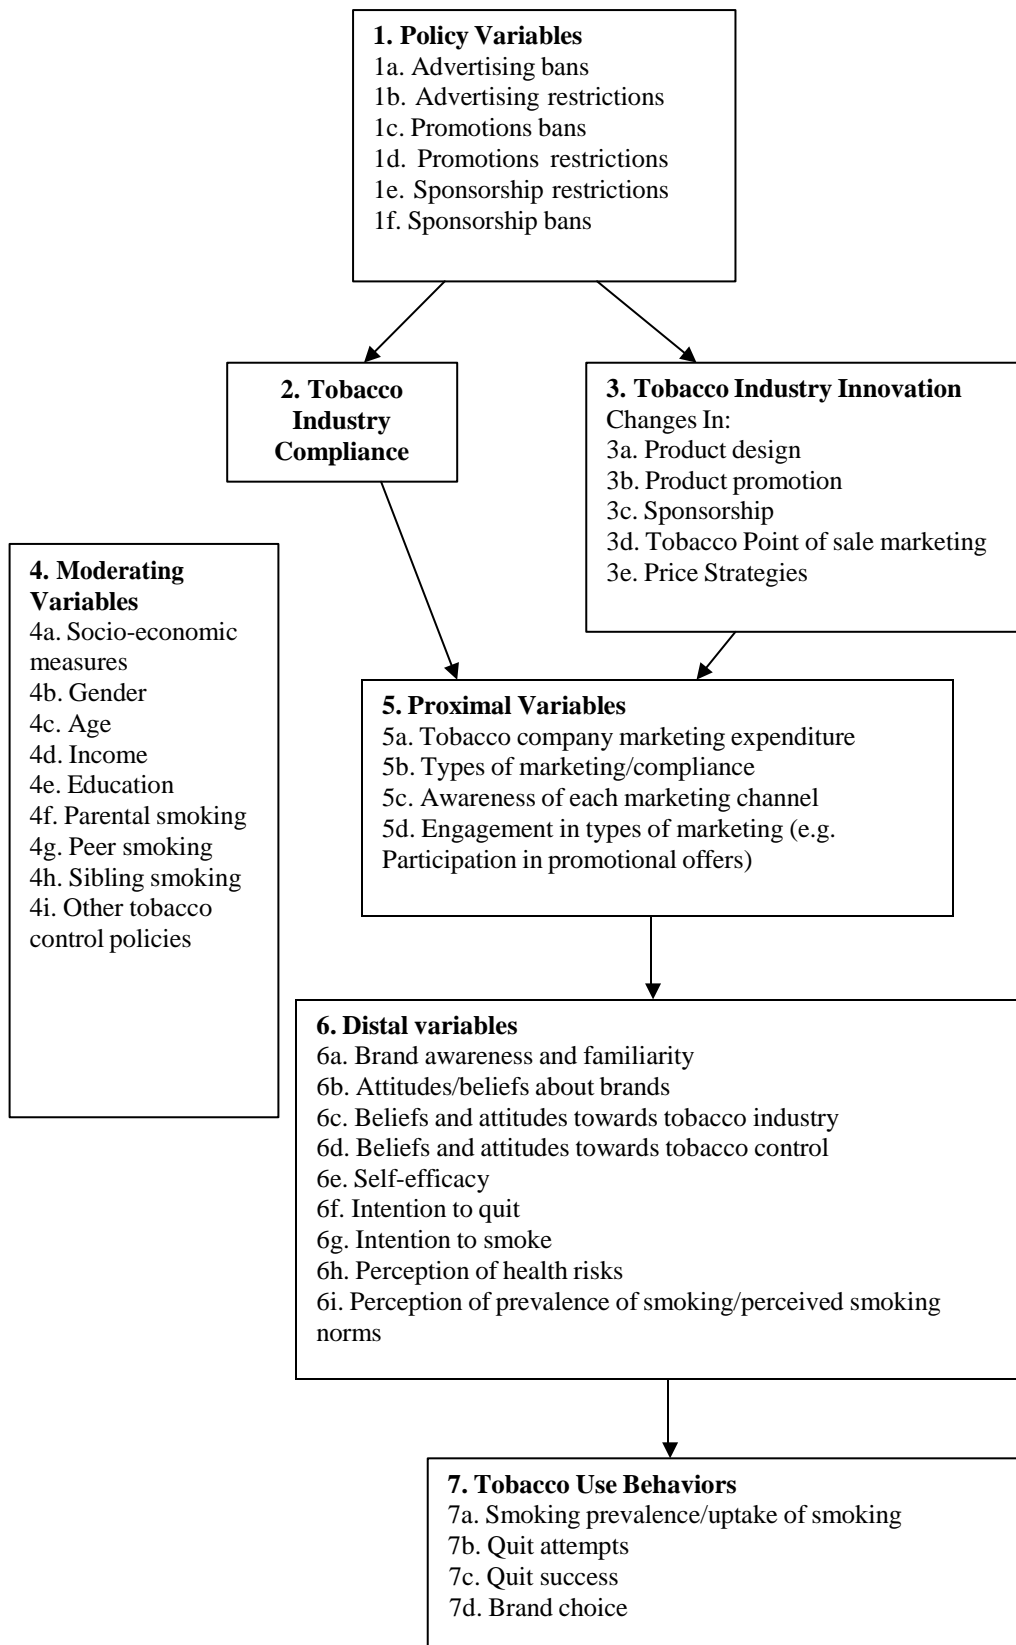 1. Policy Variables
1a. Advertising bans
1b. Advertising restrictions
1c. Promotions bans
1d. Promotions restrictions
1e. Sponsorship restrictions
1f. Sponsorship bans
2. Tobacco
Industry
Compliance
3. Tobacco Industry Innovation
Changes In:
3a. Product design
3b. Product promotion
3c. Sponsorship
3d. Tobacco Point of sale marketing
3e. Price Strategies
4. Moderating
Variables
4a. Socio-economic
measures
4b. Gender
4c. Age
4d. Income
4e. Education
4f. Parental smoking
4g. Peer smoking
4h. Sibling smoking
4i. Other tobacco
control policies
5. Proximal Variables
5a. Tobacco company marketing expenditure
5b. Types of marketing/compliance
5c. Awareness of each marketing channel
5d. Engagement in types of marketing (e.g.
Participation in promotional offers)
6. Distal variables
6a. Brand awareness and familiarity
6b. Attitudes/beliefs about brands
6c. Beliefs and attitudes towards tobacco industry
6d. Beliefs and attitudes towards tobacco control
6e. Self-efficacy
6f. Intention to quit
6g. Intention to smoke
6h. Perception of health risks
6i. Perception of prevalence of smoking/perceived smoking
norms
7. Tobacco Use Behaviors
7a. Smoking prevalence/uptake of smoking
7b. Quit attempts
7c. Quit success
7d. Brand choice